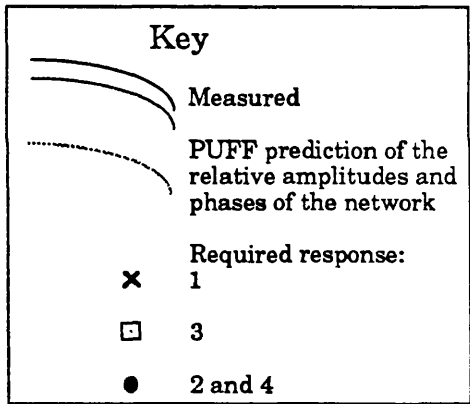 Key
Measured
PUFF prediction of the
relative amplitudes and
phases of the network
Required response:
1
3
2 and 4